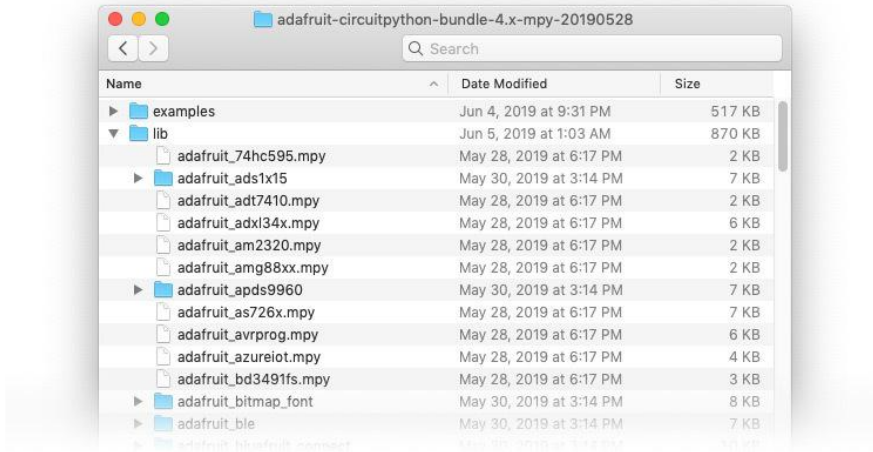 adafruit-circuitpython-bundle-4.x-mpy-20190528
Search
Name Date Modified Size
examples Jun 4, 2019 at 9:31 PM 517 KB
lib Jun 5, 2019 at 1:03 AM 870 KB
adafruit_74hc595.mpy May 28, 2019 at 6:17 PM 2 KB
adafruit_ads1x15 May 30, 2019 at 3:14 PM 7 KB
adafruit_adt7410.mpy May 28, 2019 at 6:17 PM 2 KB
adafruit_adxl34x.mpy May 28, 2019 at 6:17 PM 6 KB
adafruit_am2320.mpy May 28, 2019 at 6:17 PM 2 KB
adafruit_amg88xx.mpy May 28, 2019 at 6:17 PM 2 KB
adafruit_apds9960 May 30, 2019 at 3:14 PM 7 KB
adafruit_as726x.mpy May 28, 2019 at 6:17 PM 7 KB
adafruit_avrprog.mpy May 28, 2019 at 6:17 PM 6 KB
adafruit_azureiot.mpy May 28, 2019 at 6:17 PM 4 KB
adafruit_bd3491fs.mpy May 28, 2019 at 6:17 PM 3 KB
adafruit_bitmap_font May 30, 2019 at 3:14 PM 8 KB
adafruit_ble May 30, 2019 at 3:14 PM 7 KB
adafruit_bluefruit_connect